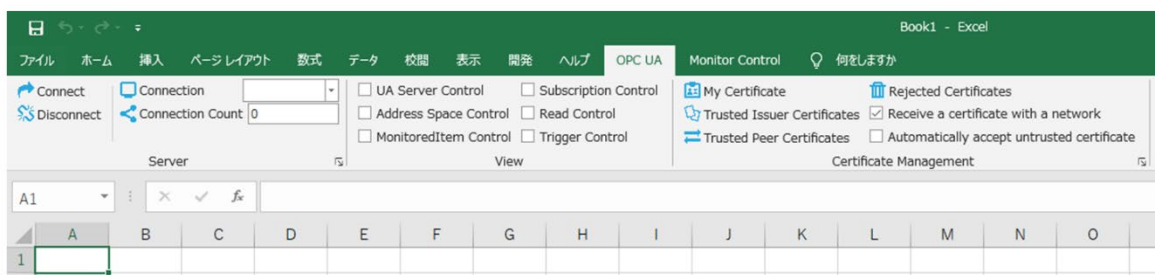 Book1 - Excel
ファイル ホーム 挿入 ページ レイアウト 数式 データ 校閲 表示 開発 ヘルプ OPC UA Monitor Control 何をしますか
Connect Connection UA Server Control Subscription Control My Certificate Rejected Certificates
Disconnect Connection Count 0 Address Space Control Read Control Trusted Issuer Certificates Receive a certificate with a network
MonitoredItem Control Trigger Control Trusted Peer Certificates Automatically accept untrusted certificate
Server View Certificate Management
A1 fx
A B C D E F G H I J K L M N O
1